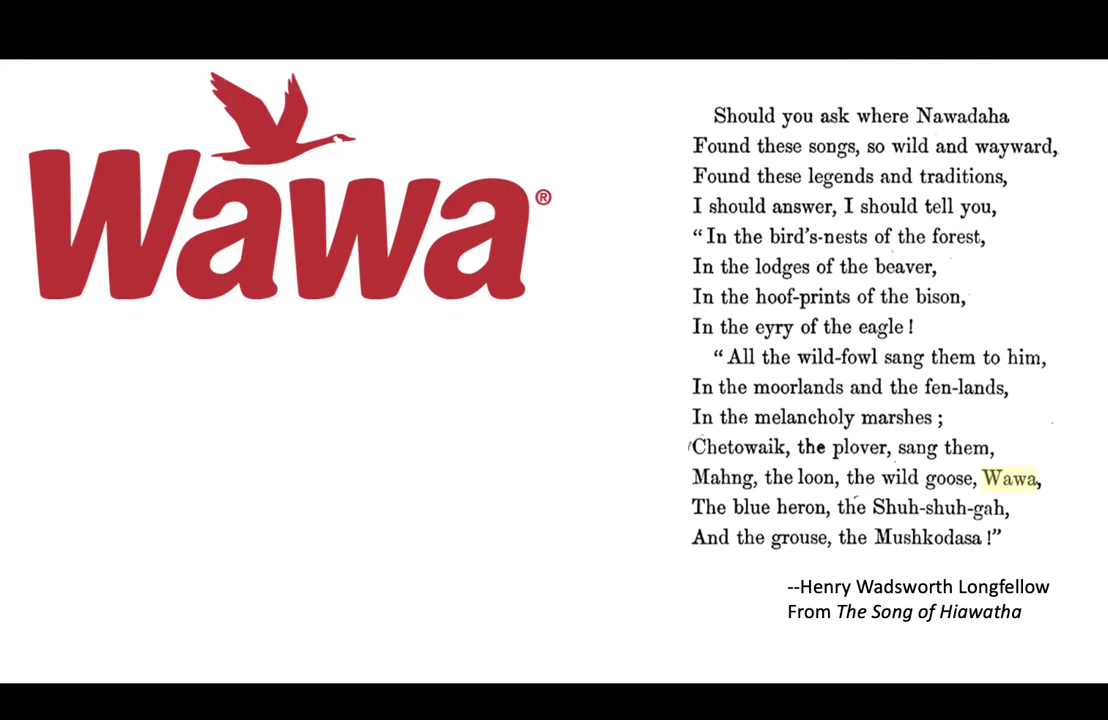 Wawa®
Should you ask where Nawadaha
Found these songs, so wild and wayward,
Found these legends and traditions,
I should answer, I should tell you,
“In the bird’s-nests of the forest,
In the lodges of the beaver,
In the hoof-prints of the bison,
In the eyry of the eagle!
“All the wild-fowl sang them to him,
In the moorlands and the fen-lands,
In the melancholy marshes;
Chetowaik, the plover, sang them,
Mahng, the loon, the wild goose, Wawa,
The blue heron, the Shuh-shuh-gah,
And the grouse, the Mushkodasa!”
--Henry Wadsworth Longfellow
From The Song of Hiawatha